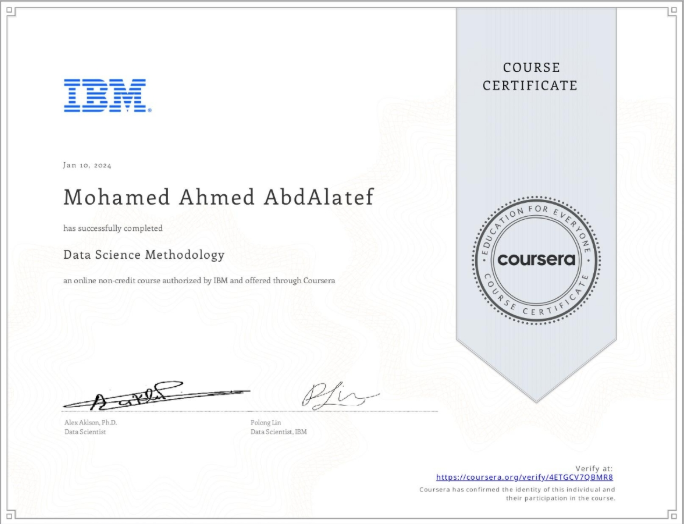 COURSE
CERTIFICATE
IBM
Jan 10, 2024
Mohamed Ahmed AbdAlatef
has successfully completed
Data Science Methodology
an online non-credit course authorized by IBM and offered through Coursera
EDUCATION FOR EVERYONE
coursera
COURSE CERTIFICATE
Alex Aklson, Ph.D.
Data Scientist
Polong Lin
Data Scientist, IBM
Verify at:
https://coursera.org/verify/4ETGCV7QBMR8
Coursera has confirmed the identity of this individual and
their participation in the course.